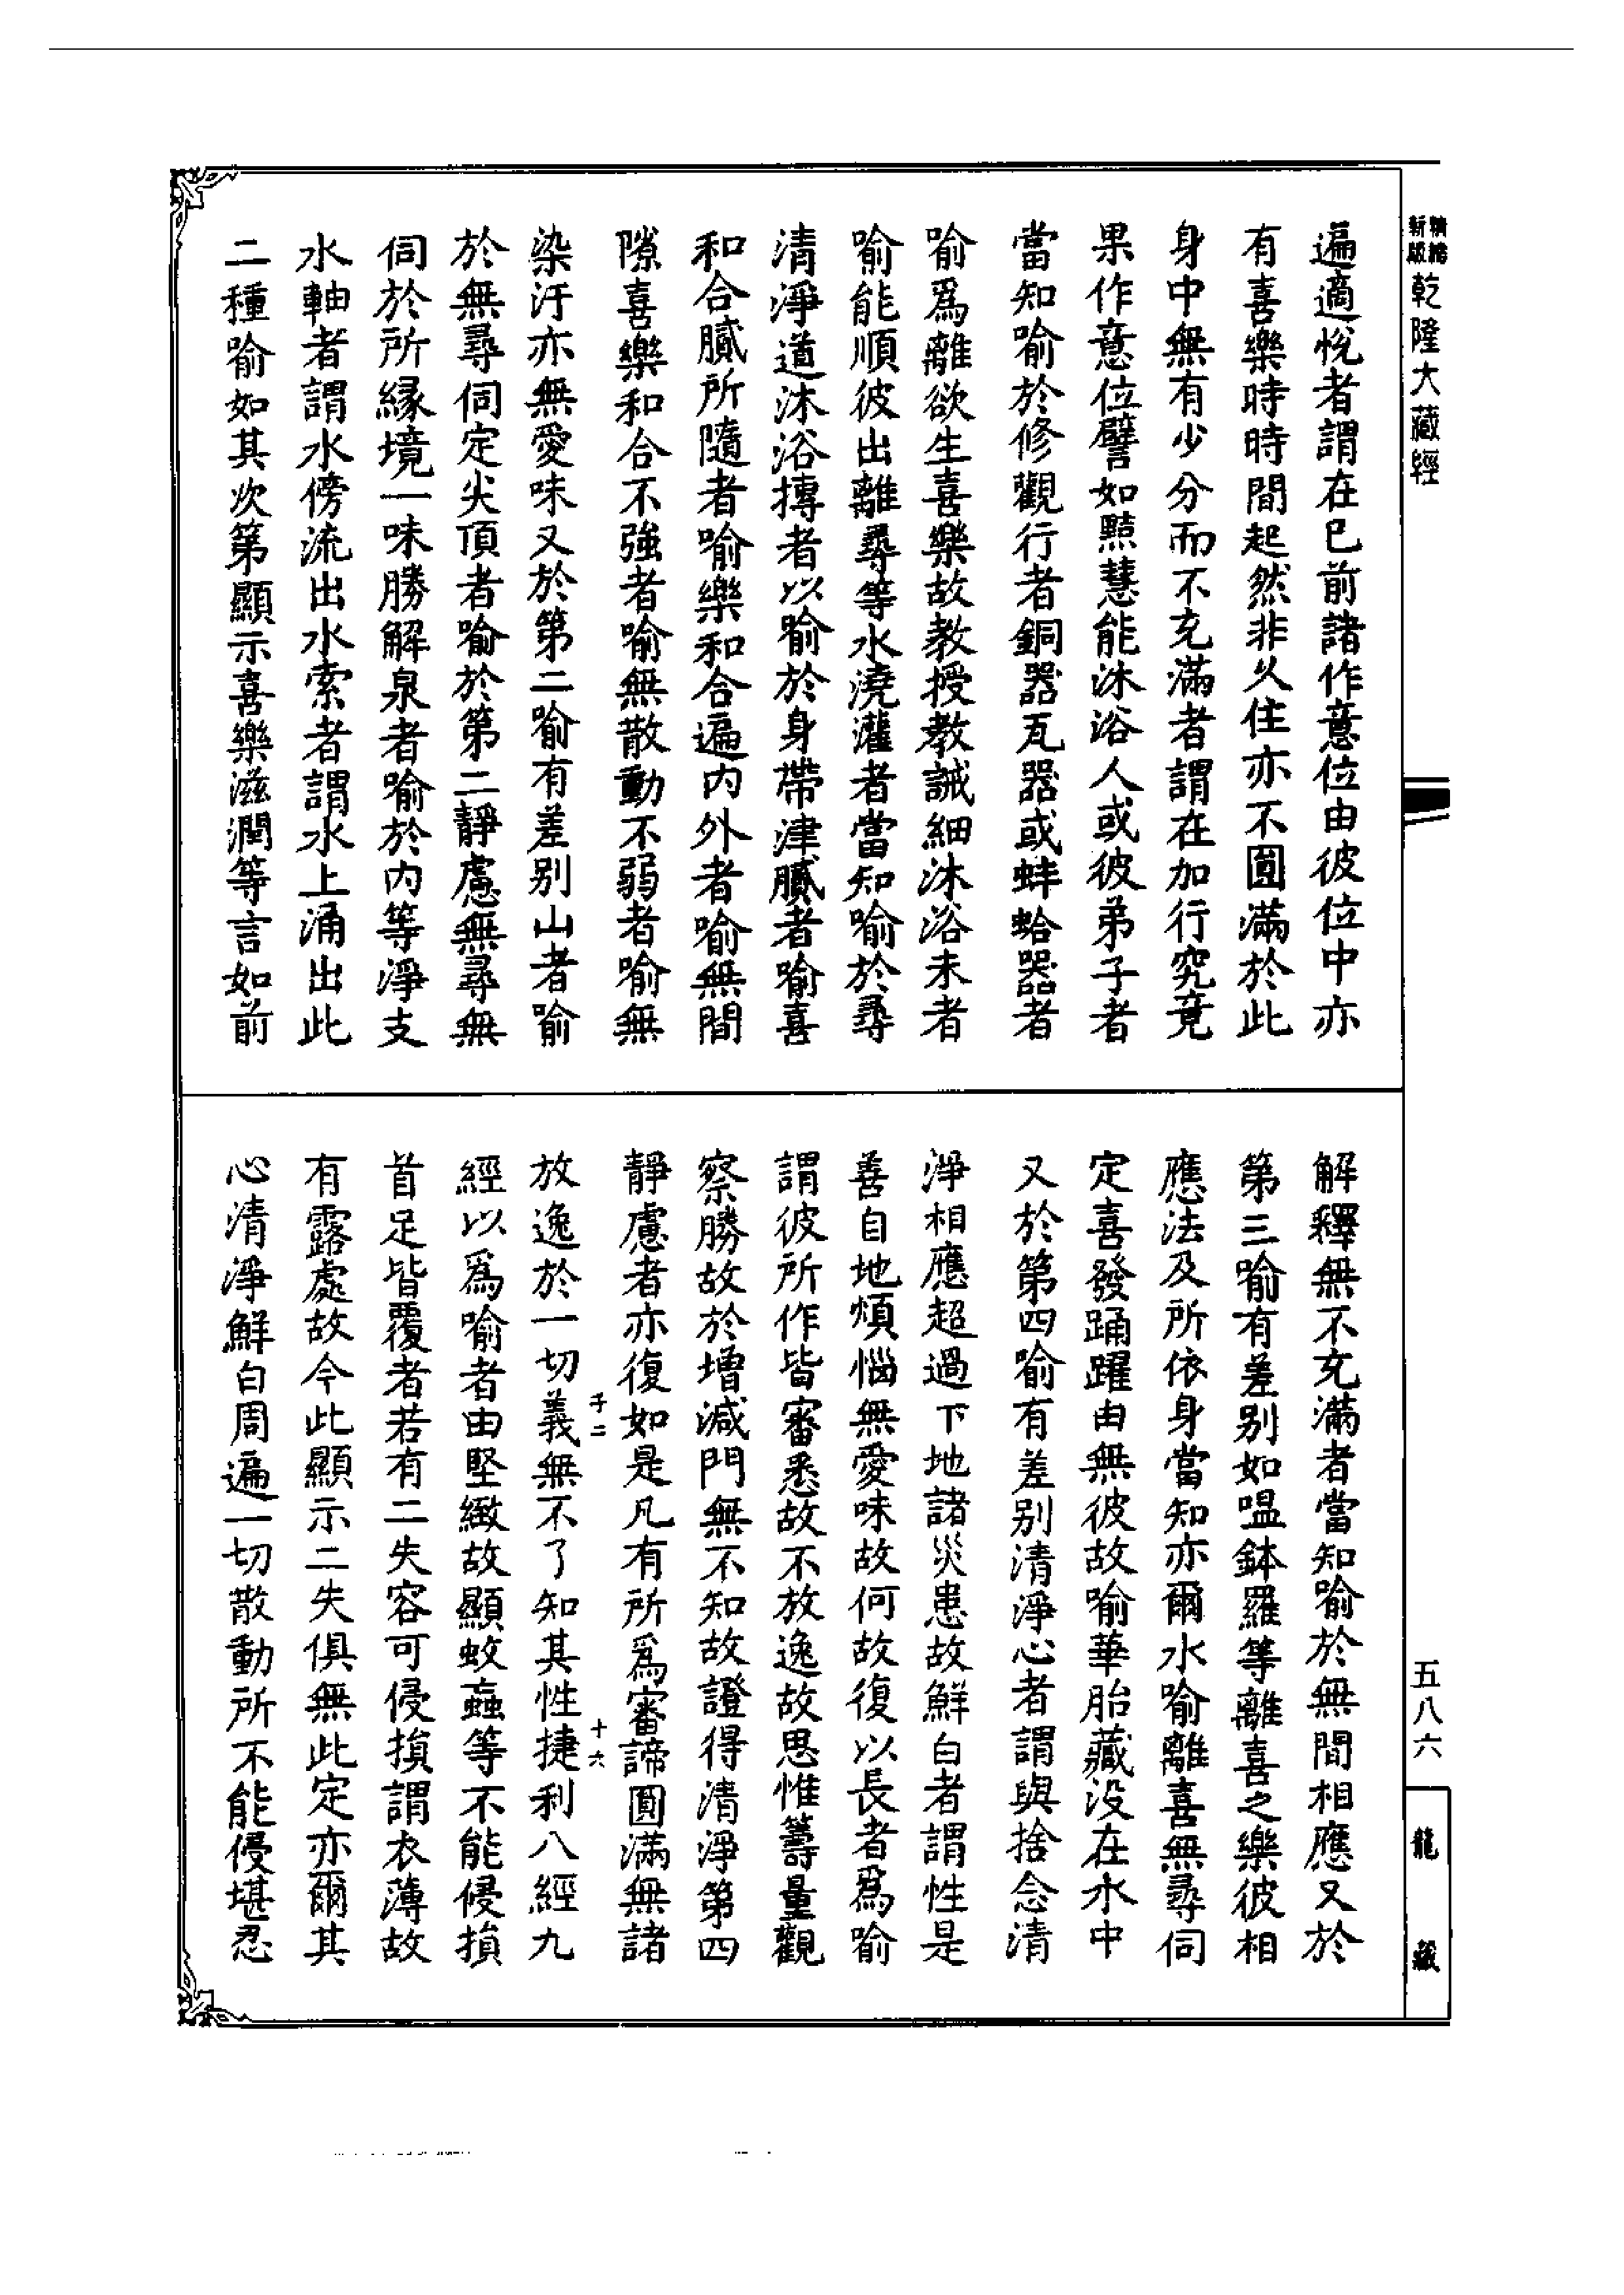 精縮
新版
乾隆大藏經
遍適悅者謂在已前諸作意位由彼位中亦
有喜樂時時間起然非久住亦不圓滿於此
身中無有少分而不充滿者謂在加行究竟
果作意位譬如黠慧能沐浴人或彼弟子者
當知喻於修觀行者銅器瓦器或蚌蛤器者
喻爲離欲生喜樂故教授教誡細沐浴末者
喻能順彼出離尋等水澆灌者當知喻於尋
清淨道沐浴摶者以喻於身帶津膩者喻喜
和合膩所隨者喻樂和合遍内外者喻無間
隙喜樂和合不強者喻無散動不弱者喻無
染汙亦無愛味又於第二喻有差别山者喻
於無尋伺定尖頂者喻於第二靜慮無尋無
伺於所緣境一味勝解泉者喻於内等淨支
水軸者謂水傍流出水索者謂水上涌出此
二種喻如其次第顯示喜樂滋潤等言如前
解釋無不充滿者當知喻於無間相應又於
第三喻有差别如嗢鉢羅等離喜之樂彼相
應法及所依身當知亦爾水喻離喜無尋伺
定喜發踊躍由無彼故喻華胎藏没在水中
又於第四喻有差别清淨心者謂與捨念清
淨相應超過下地諸災患故鮮白者謂性是
善自地煩惱無愛味故何故復以長者爲喻
謂彼所作皆審悉故不放逸故思惟籌量觀
察勝故於增減門無不知故證得清淨第四
靜慮者亦復如是凡有所爲審諦圓滿無諸
子二
十六
放逸於一切義無不了知其性捷利八經九
經以爲喻者由堅緻故顯蚊蝱等不能侵損
首足皆覆者若有二失容可侵損謂衣薄故
有露處故今此顯示二失俱無此定亦爾其
心清淨鮮白周遍一切散動所不能侵堪忍
五八六
龍藏